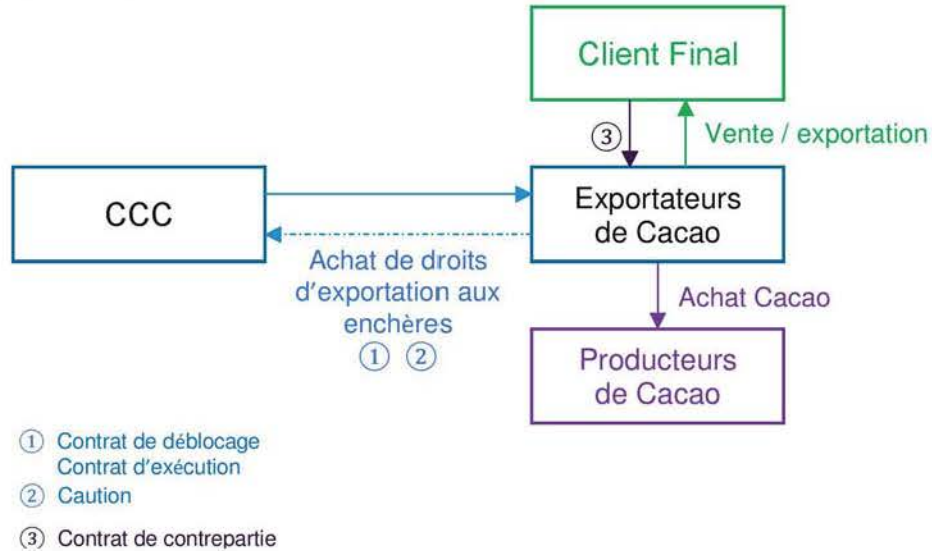 Client Final
③
Vente / exportation
CCC
Exportateurs
de Cacao
Achat de droits
d'exportation aux
enchères
① ②
Achat Cacao
Producteurs
de Cacao
① Contrat de déblocage
Contrat d'exécution
② Caution
③ Contrat de contrepartie